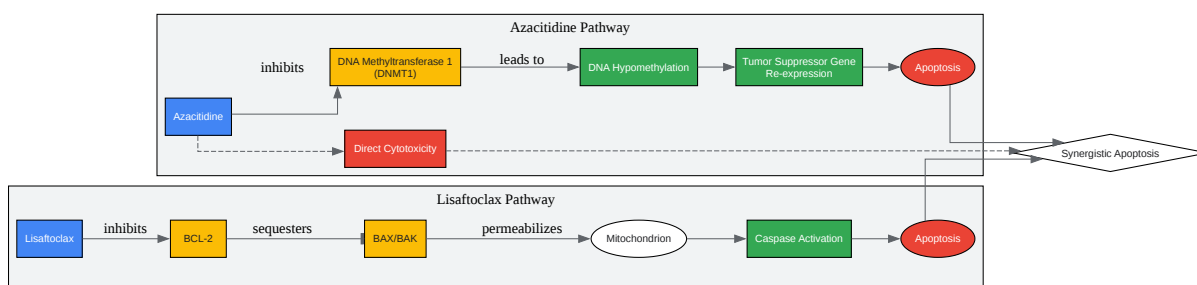 Azacitidine Pathway
inhibits
DNA Methyltransferase 1
(DNMT1)
leads to
DNA Hypomethylation
Tumor Suppressor Gene
Re-expression
Apoptosis
Azacitidine
Direct Cytotoxicity
Synergistic Apoptosis
Lisaftoclax Pathway
Lisaftoclax
inhibits
BCL-2
sequesters
BAX/BAK
permeabilizes
Mitochondrion
Caspase Activation
Apoptosis